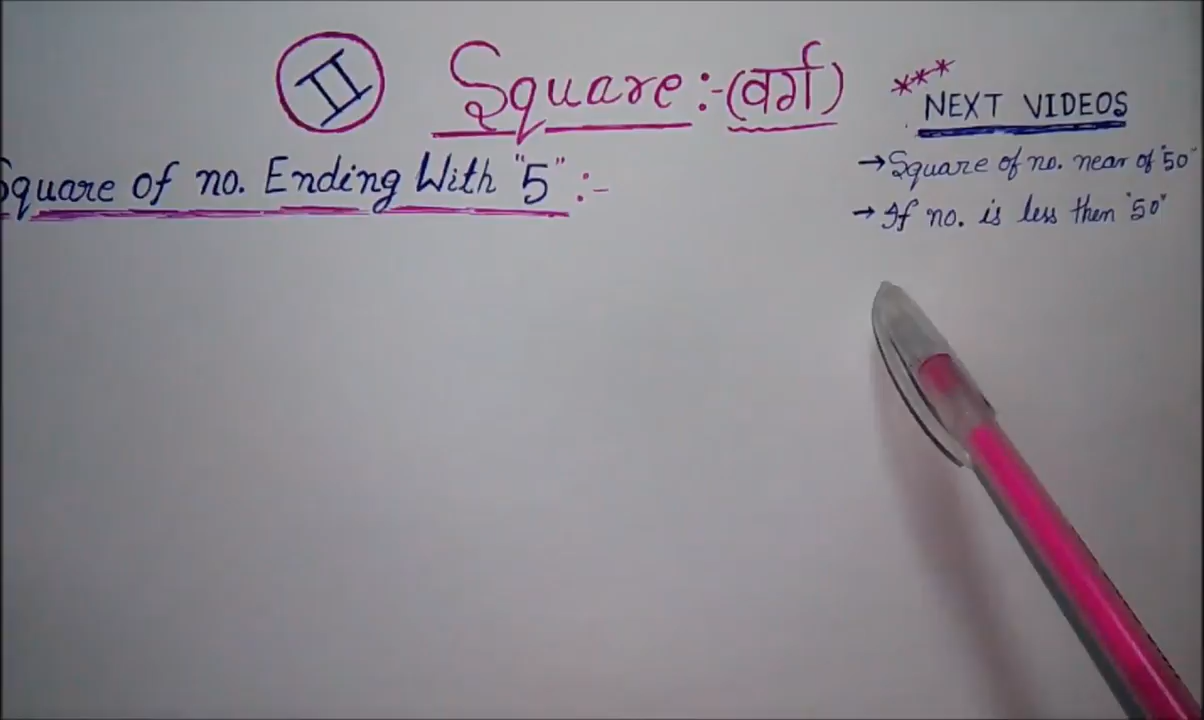 II Square :- (वर्ग)
*** NEXT VIDEOS
Square of no. Ending With "5" :-
→ Square of no. near of "50"
→ If no. is less then "50"